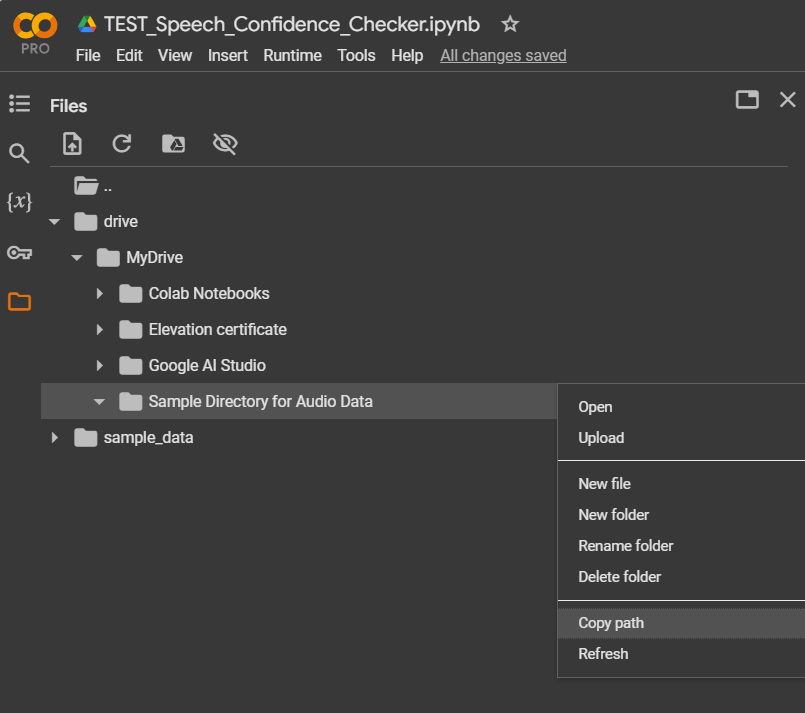 TEST_Speech_Confidence_Checker.ipynb
PRO
File Edit View Insert Runtime Tools Help All changes saved
Files
..
{x}
drive
MyDrive
Colab Notebooks
Elevation certificate
Google AI Studio
Sample Directory for Audio Data
sample_data
Open
Upload
New file
New folder
Rename folder
Delete folder
Copy path
Refresh